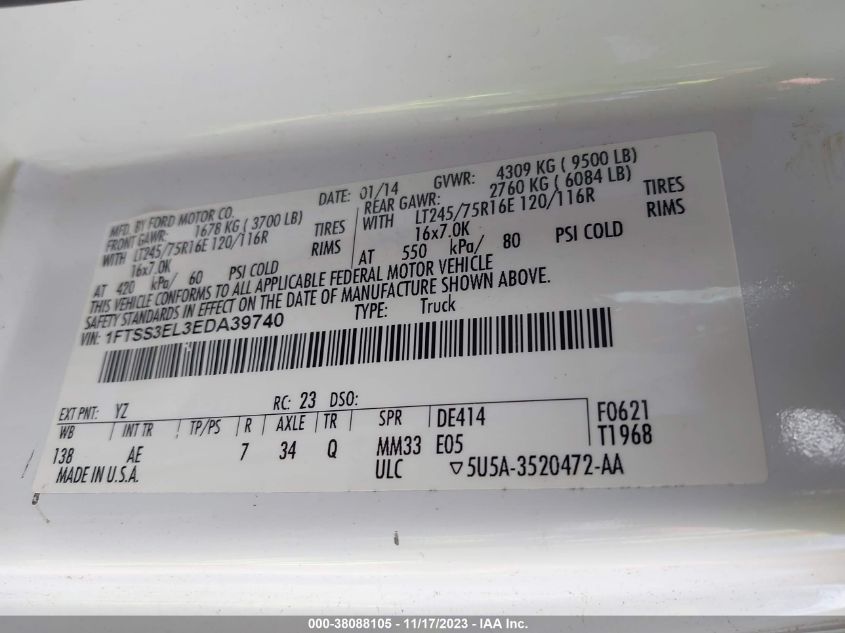 MFD. BY FORD MOTOR CO. DATE: 01/14 GVWR: 4309 KG ( 9500 LB)
FRONT GAWR: 1678 KG ( 3700 LB) REAR GAWR: 2760 KG ( 6084 LB)
WITH LT245/75R16E 120/116R TIRES WITH LT245/75R16E 120/116R TIRES
16x7.0K RIMS 16x7.0K RIMS
AT 420 kPa/ 60 PSI COLD AT 550 kPa/ 80 PSI COLD
THIS VEHICLE CONFORMS TO ALL APPLICABLE FEDERAL MOTOR VEHICLE
SAFETY STANDARDS IN EFFECT ON THE DATE OF MANUFACTURE SHOWN ABOVE.
VIN: 1FTSS3EL3EDA39740 TYPE: Truck
EXT PNT: YZ RC: 23 DSO:
WB INT TR TP/PS R AXLE TR SPR DE414 F0621
138 AE 7 34 Q MM33 E05 T1968
MADE IN U.S.A. ULC ▽5U5A-3520472-AA
000-38088105 - 11/17/2023 - IAA Inc.